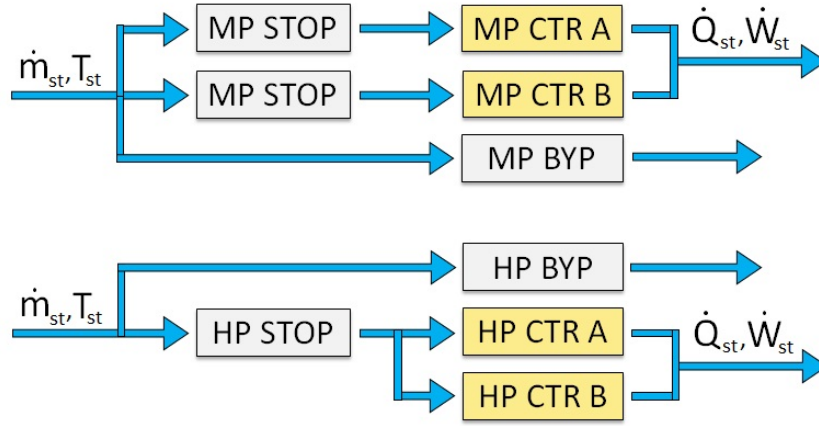 MP STOP MP CTR A Q̇st,Ẇst
ṁst,Tst
MP STOP MP CTR B
MP BYP
HP BYP
ṁst,Tst
HP STOP HP CTR A Q̇st,Ẇst
HP CTR B